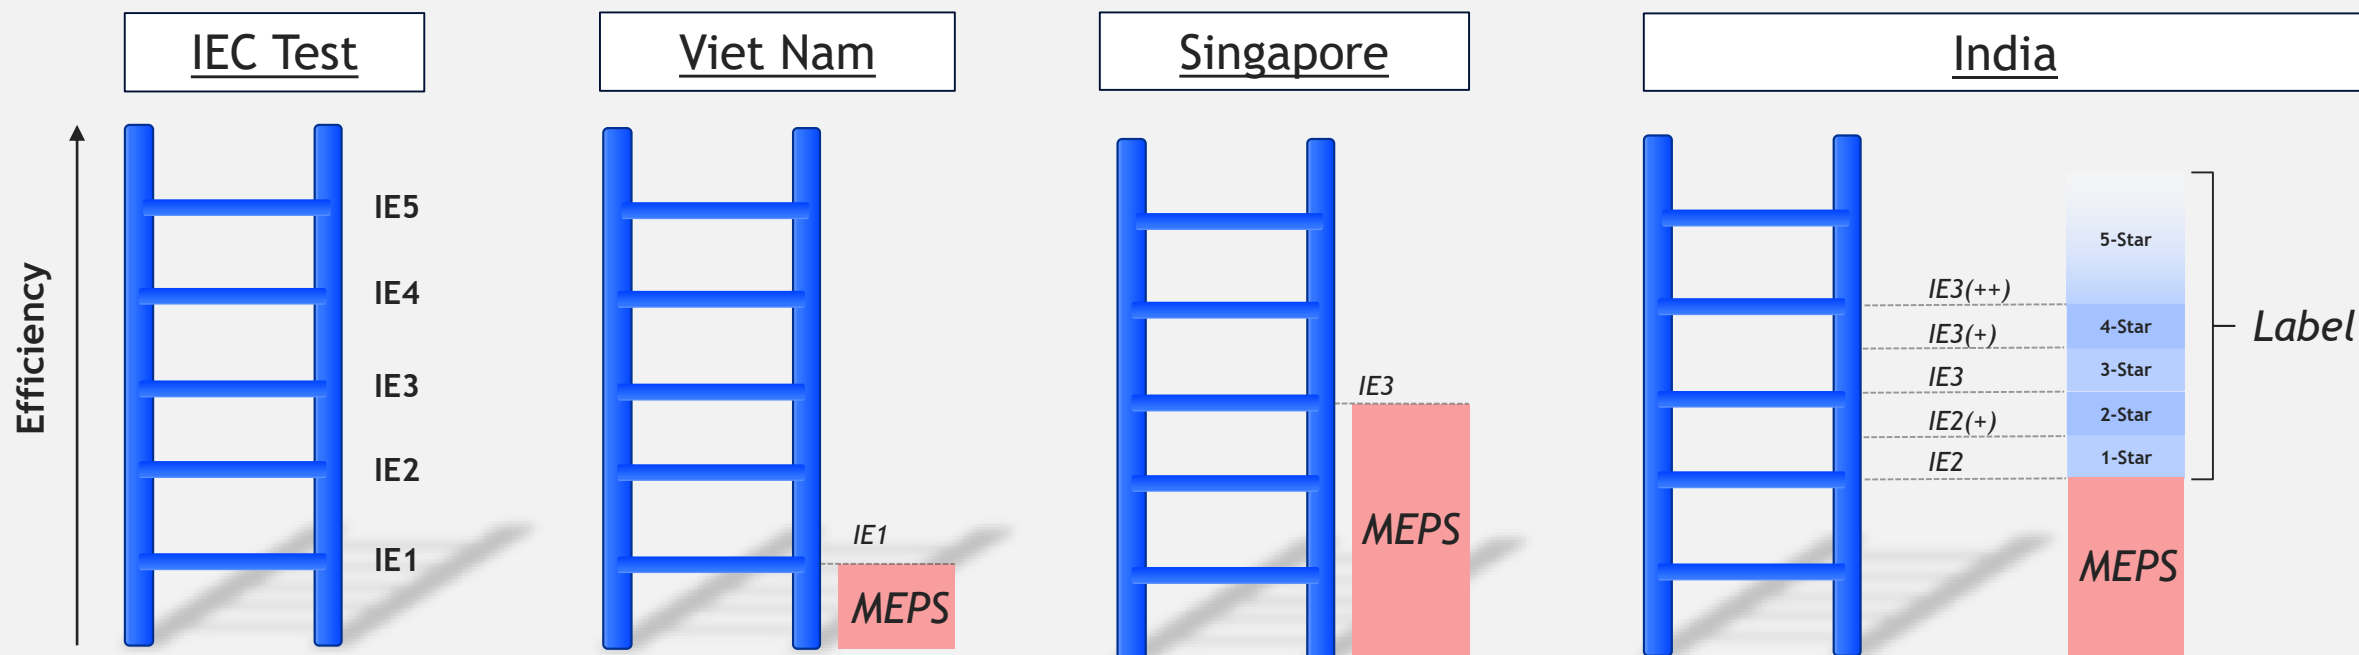 IEC Test
Viet Nam
Singapore
India
Efficiency
IE5
IE4
IE3
IE2
IE1
IE1
MEPS
IE3
MEPS
IE3(++)
IE3(+)
IE3
IE2(+)
IE2
5-Star
4-Star
3-Star
2-Star
1-Star
MEPS
Label